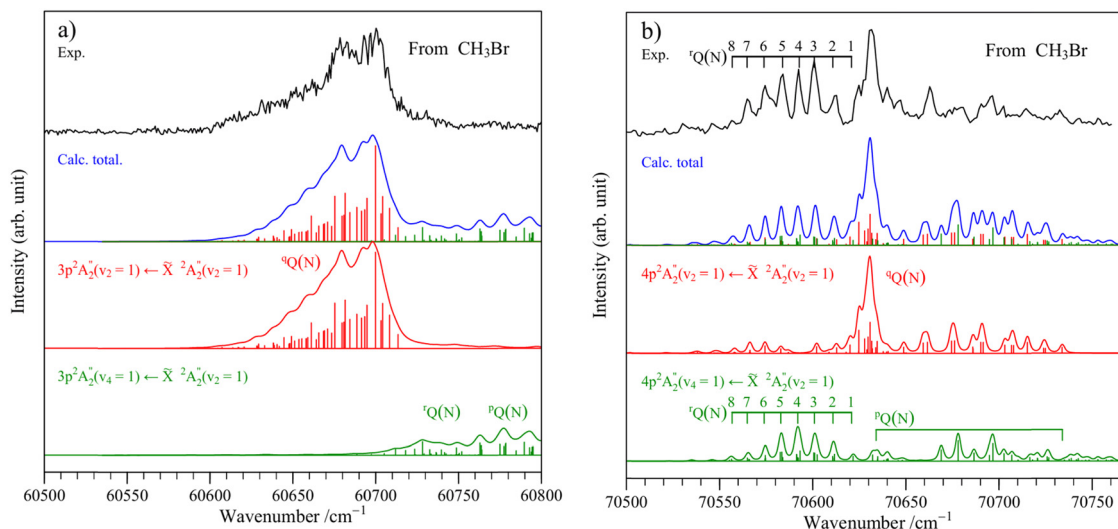 a)
Exp.
From CH₃Br
Calc. total.
3p²A₂"(v₂ = 1) ← X̃ ²A₂"(v₂ = 1)
qQ(N)
3p²A₂"(v₄ = 1) ← X̃ ²A₂"(v₂ = 1)
rQ(N)
pQ(N)
Intensity (arb. unit)
60500 60550 60600 60650 60700 60750 60800
Wavenumber /cm⁻¹
b)
Exp.
rQ(N)
8 7 6 5 4 3 2 1
From CH₃Br
Calc. total
4p²A₂"(v₂ = 1) ← X̃ ²A₂"(v₂ = 1)
qQ(N)
4p²A₂"(v₄ = 1) ← X̃ ²A₂"(v₂ = 1)
rQ(N)
8 7 6 5 4 3 2 1
pQ(N)
Intensity (arb. unit)
70500 70550 70600 70650 70700 70750
Wavenumber /cm⁻¹